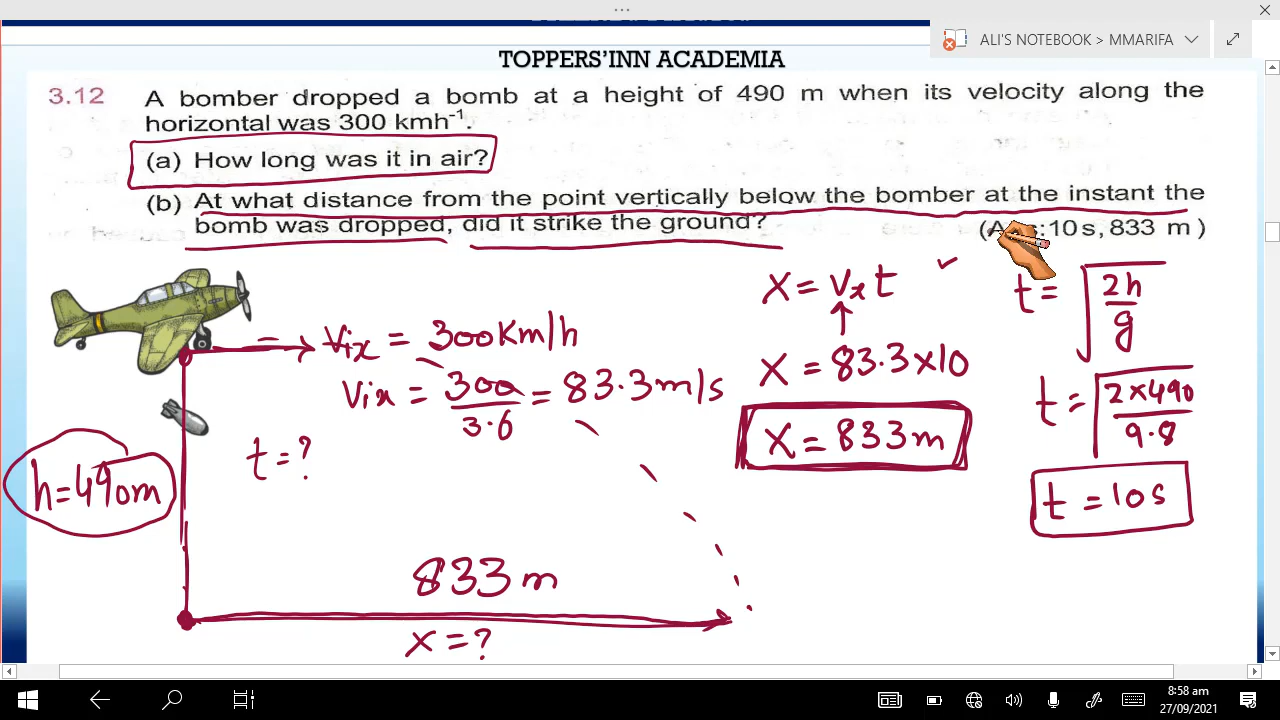 ALI'S NOTEBOOK > MMARIFA
TOPPERS'INN ACADEMIA
3.12 A bomber dropped a bomb at a height of 490 m when its velocity along the
horizontal was 300 kmh⁻¹.
(a) How long was it in air?
(b) At what distance from the point vertically below the bomber at the instant the
bomb was dropped, did it strike the ground?
:10 s, 833 m )
Vix = 300Km/h
Vix = 300/3.6 = 83.3m/s
h=490m
t=?
833 m
x=?
X = Vx t
X = 83.3x10
X = 833m
t= √(2h/g)
t= √(2x490/9.8)
t = 10s
8:58 am
27/09/2021